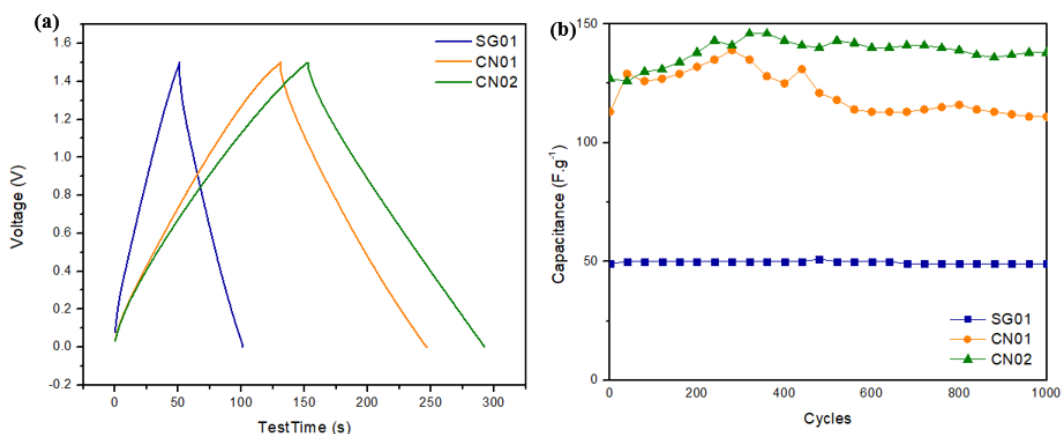 (a)
1.6
1.4
1.2
1.0
0.8
0.6
0.4
0.2
0.0
-0.2
Voltage (V)
0
50
100
150
200
250
300
TestTime (s)
SG01
CN01
CN02
(b)
150
100
50
0
Capacitance (F.g-1)
0
200
400
600
800
1000
Cycles
SG01
CN01
CN02